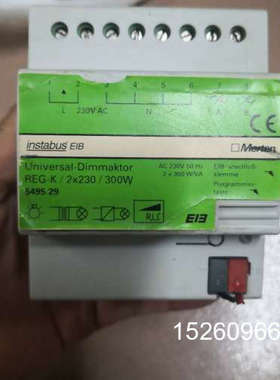 L 230V AC N
CE
instabus EIB
Merten
Universal-Dimmaktor
REG-K / 2x230 / 300W
5495 29
AC 230V 50 Hz
2 x 300 W/VA
EIB-Anschluß-
klemme
Programmier-
taste
R,L,C
EIB
15260966